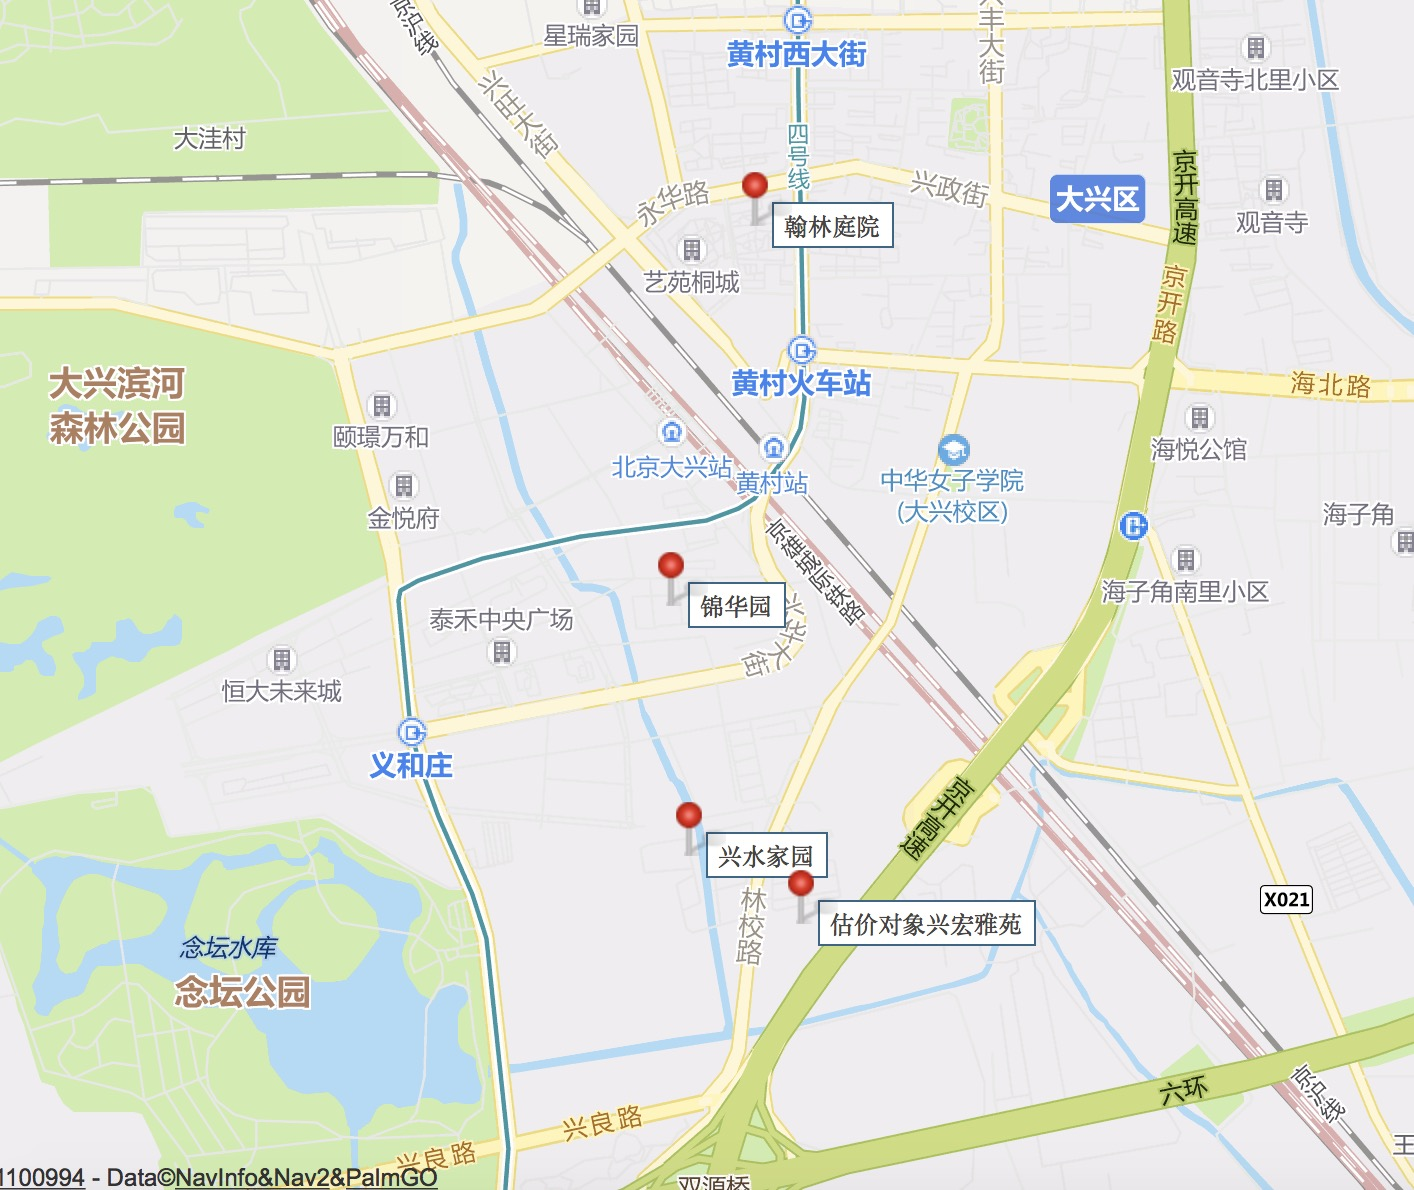 京沪线
星瑞家园
黄村西大街
丰大街
观音寺北里小区
兴旺大街
大洼村
四号线
京开高速
永华路
兴政街
大兴区
观音寺
翰林庭院
艺苑桐城
京开路
大兴滨河
森林公园
黄村火车站
海北路
颐璟万和
北京大兴站
黄村站
中华女子学院
(大兴校区)
海悦公馆
金悦府
海子角
京雄城际铁路
海子角南里小区
锦华园
兴华大街
泰禾中央广场
恒大未来城
义和庄
京开高速
兴水家园
林校路
估价对象兴宏雅苑
X021
念坛水库
念坛公园
六环
京沪线
兴良路
兴良路
王
1100994 - Data©NavInfo&Nav2&PalmGO
双源桥